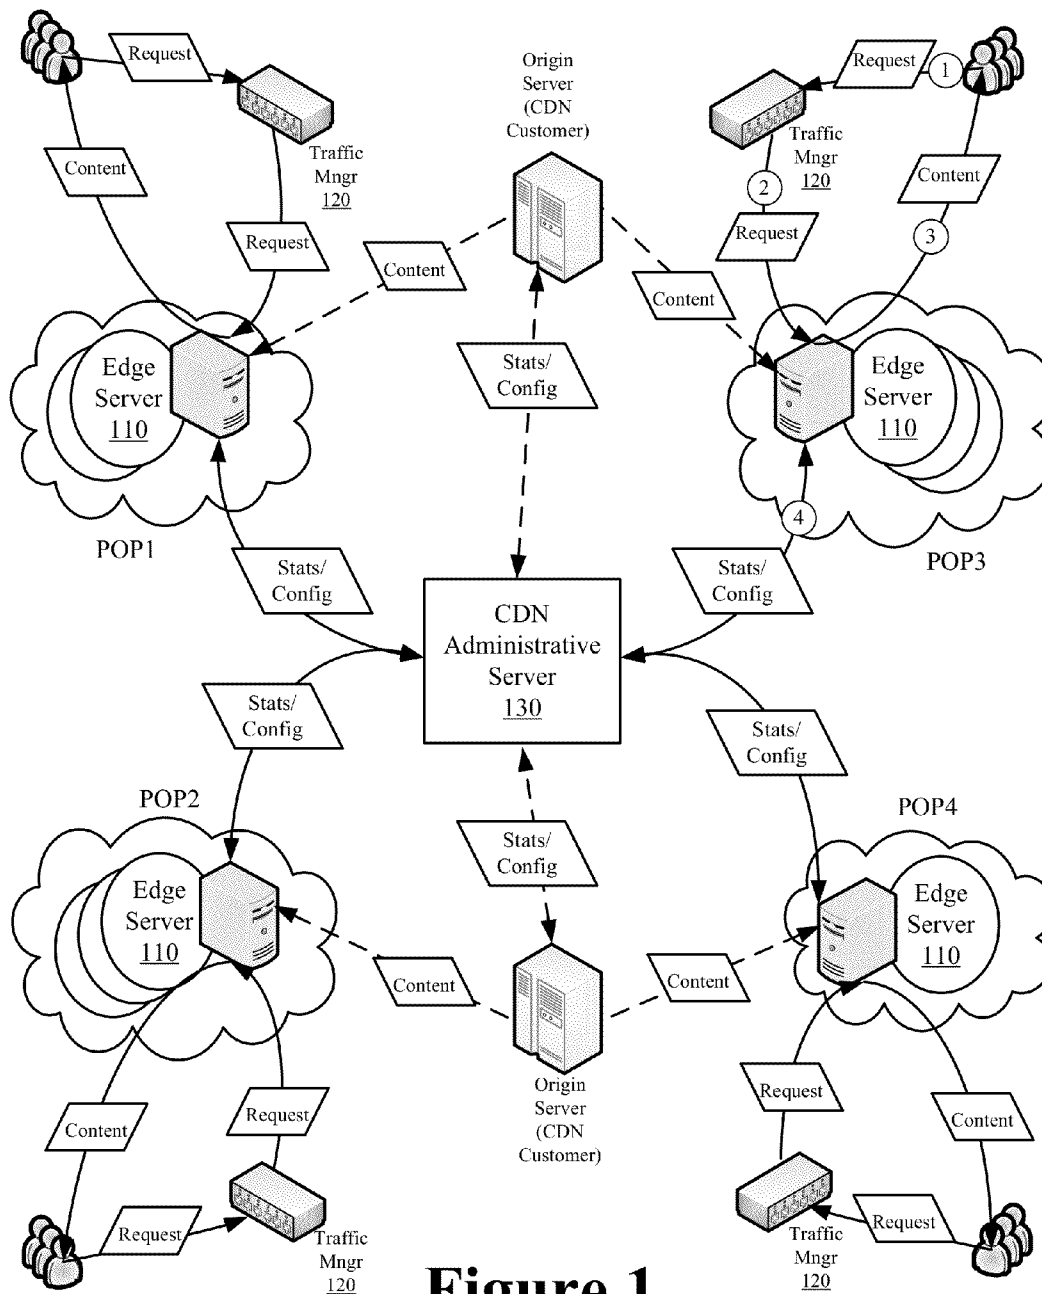 Request
Origin
Server
(CDN
Customer)
Request
1
Traffic
Mngr
120
Traffic
Mngr
120
Content
Content
2
Request
Request
3
Content
Content
Stats/
Config
Edge
Server
110
Edge
Server
110
4
POP1
POP3
Stats/
Config
Stats/
Config
CDN
Administrative
Server
130
Stats/
Config
Stats/
Config
POP2
POP4
Stats/
Config
Edge
Server
110
Edge
Server
110
Content
Content
Origin
Server
(CDN
Customer)
Request
Request
Content
Content
Request
Traffic
Mngr
120
Traffic
Mngr
120
Request
Figure 1